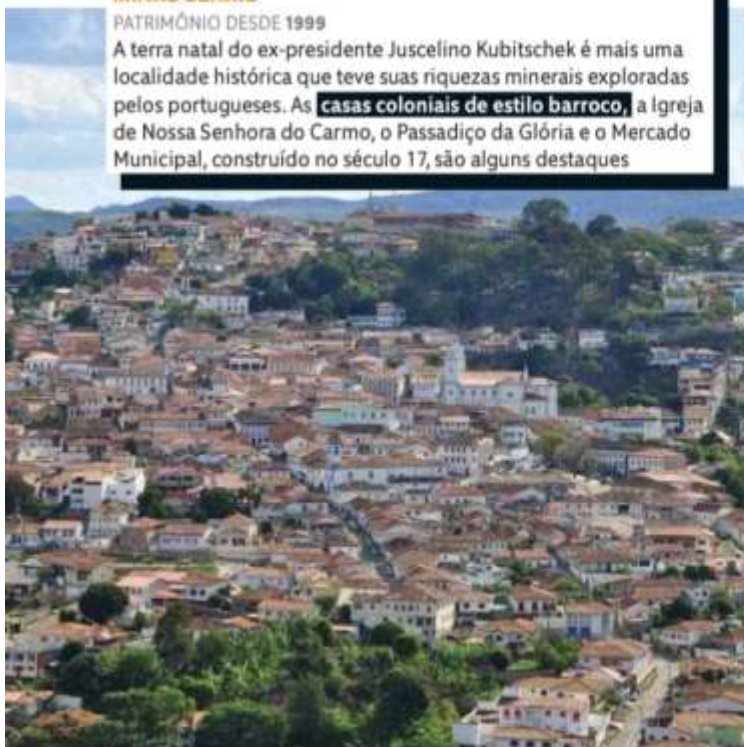 MINAS GERAIS
PATRIMÔNIO DESDE 1999
A terra natal do ex-presidente Juscelino Kubitschek é mais uma
localidade histórica que teve suas riquezas minerais exploradas
pelos portugueses. As casas coloniais de estilo barroco, a Igreja
de Nossa Senhora do Carmo, o Passadiço da Glória e o Mercado
Municipal, construído no século 17, são alguns destaques